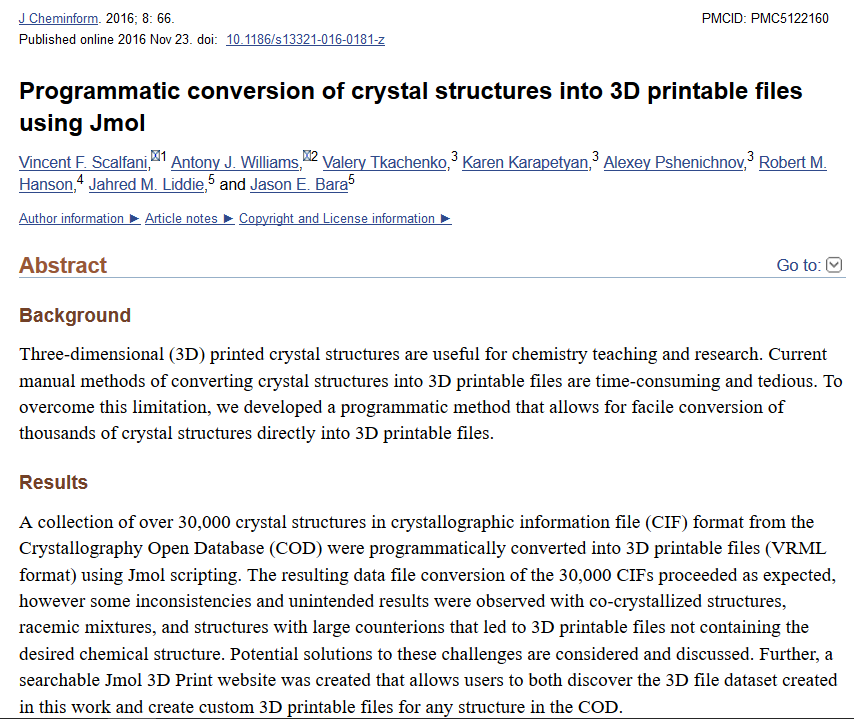 J Cheminform. 2016; 8: 66. PMCID: PMC5122160
Published online 2016 Nov 23. doi: 10.1186/s13321-016-0181-z
Programmatic conversion of crystal structures into 3D printable files
using Jmol
Vincent F. Scalfani,1 Antony J. Williams,2 Valery Tkachenko,3 Karen Karapetyan,3 Alexey Pshenichnov,3 Robert M.
Hanson,4 Jahred M. Liddie,5 and Jason E. Bara5
Author information ► Article notes ► Copyright and License information ►
Abstract Go to:
Background
Three-dimensional (3D) printed crystal structures are useful for chemistry teaching and research. Current
manual methods of converting crystal structures into 3D printable files are time-consuming and tedious. To
overcome this limitation, we developed a programmatic method that allows for facile conversion of
thousands of crystal structures directly into 3D printable files.
Results
A collection of over 30,000 crystal structures in crystallographic information file (CIF) format from the
Crystallography Open Database (COD) were programmatically converted into 3D printable files (VRML
format) using Jmol scripting. The resulting data file conversion of the 30,000 CIFs proceeded as expected,
however some inconsistencies and unintended results were observed with co-crystallized structures,
racemic mixtures, and structures with large counterions that led to 3D printable files not containing the
desired chemical structure. Potential solutions to these challenges are considered and discussed. Further, a
searchable Jmol 3D Print website was created that allows users to both discover the 3D file dataset created
in this work and create custom 3D printable files for any structure in the COD.